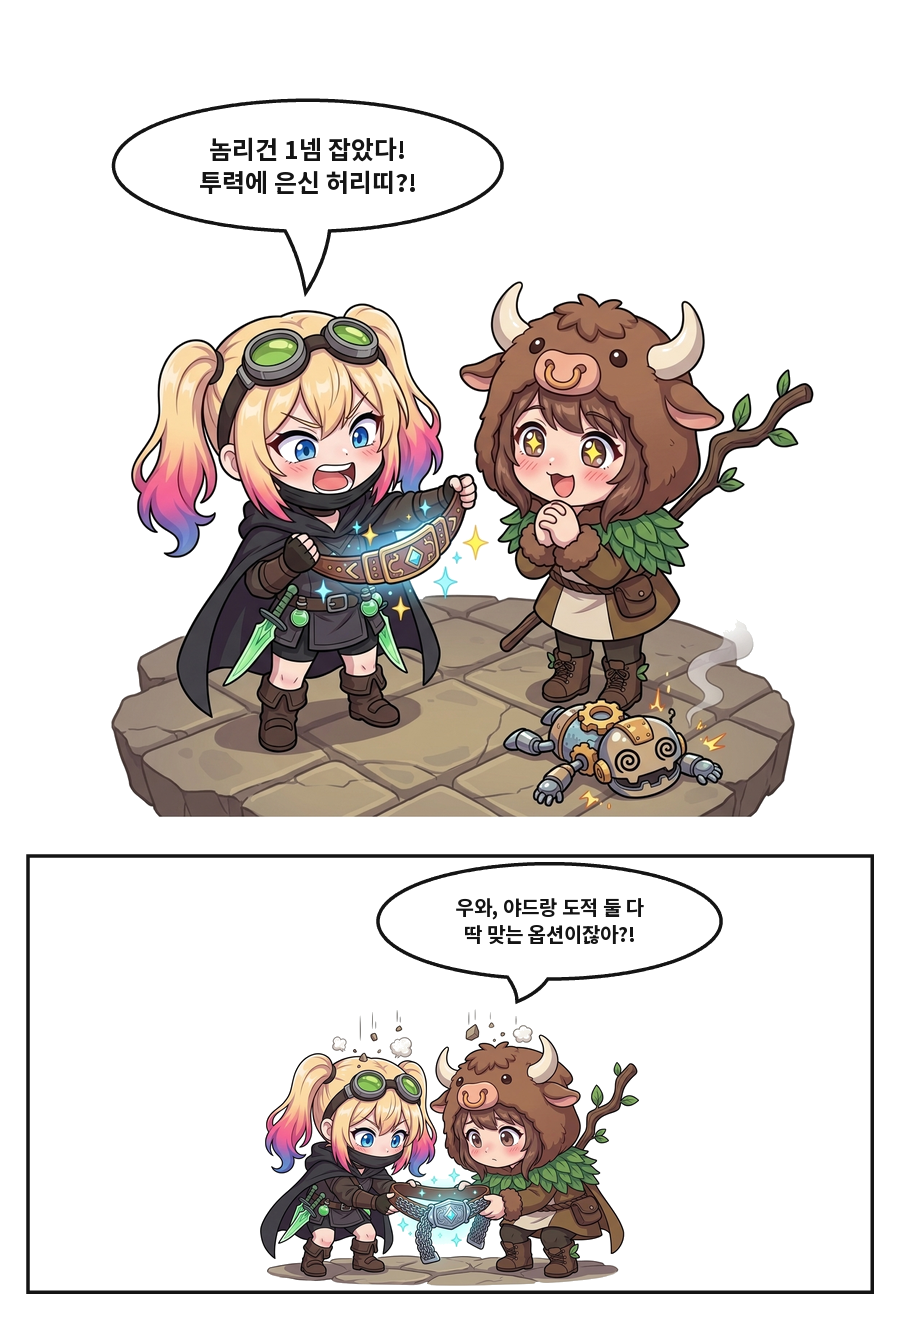 놈리건 1넴 잡았다!
투력에 은신 허리띠?!
우와, 야드랑 도적 둘 다
딱 맞는 옵션이잖아?!